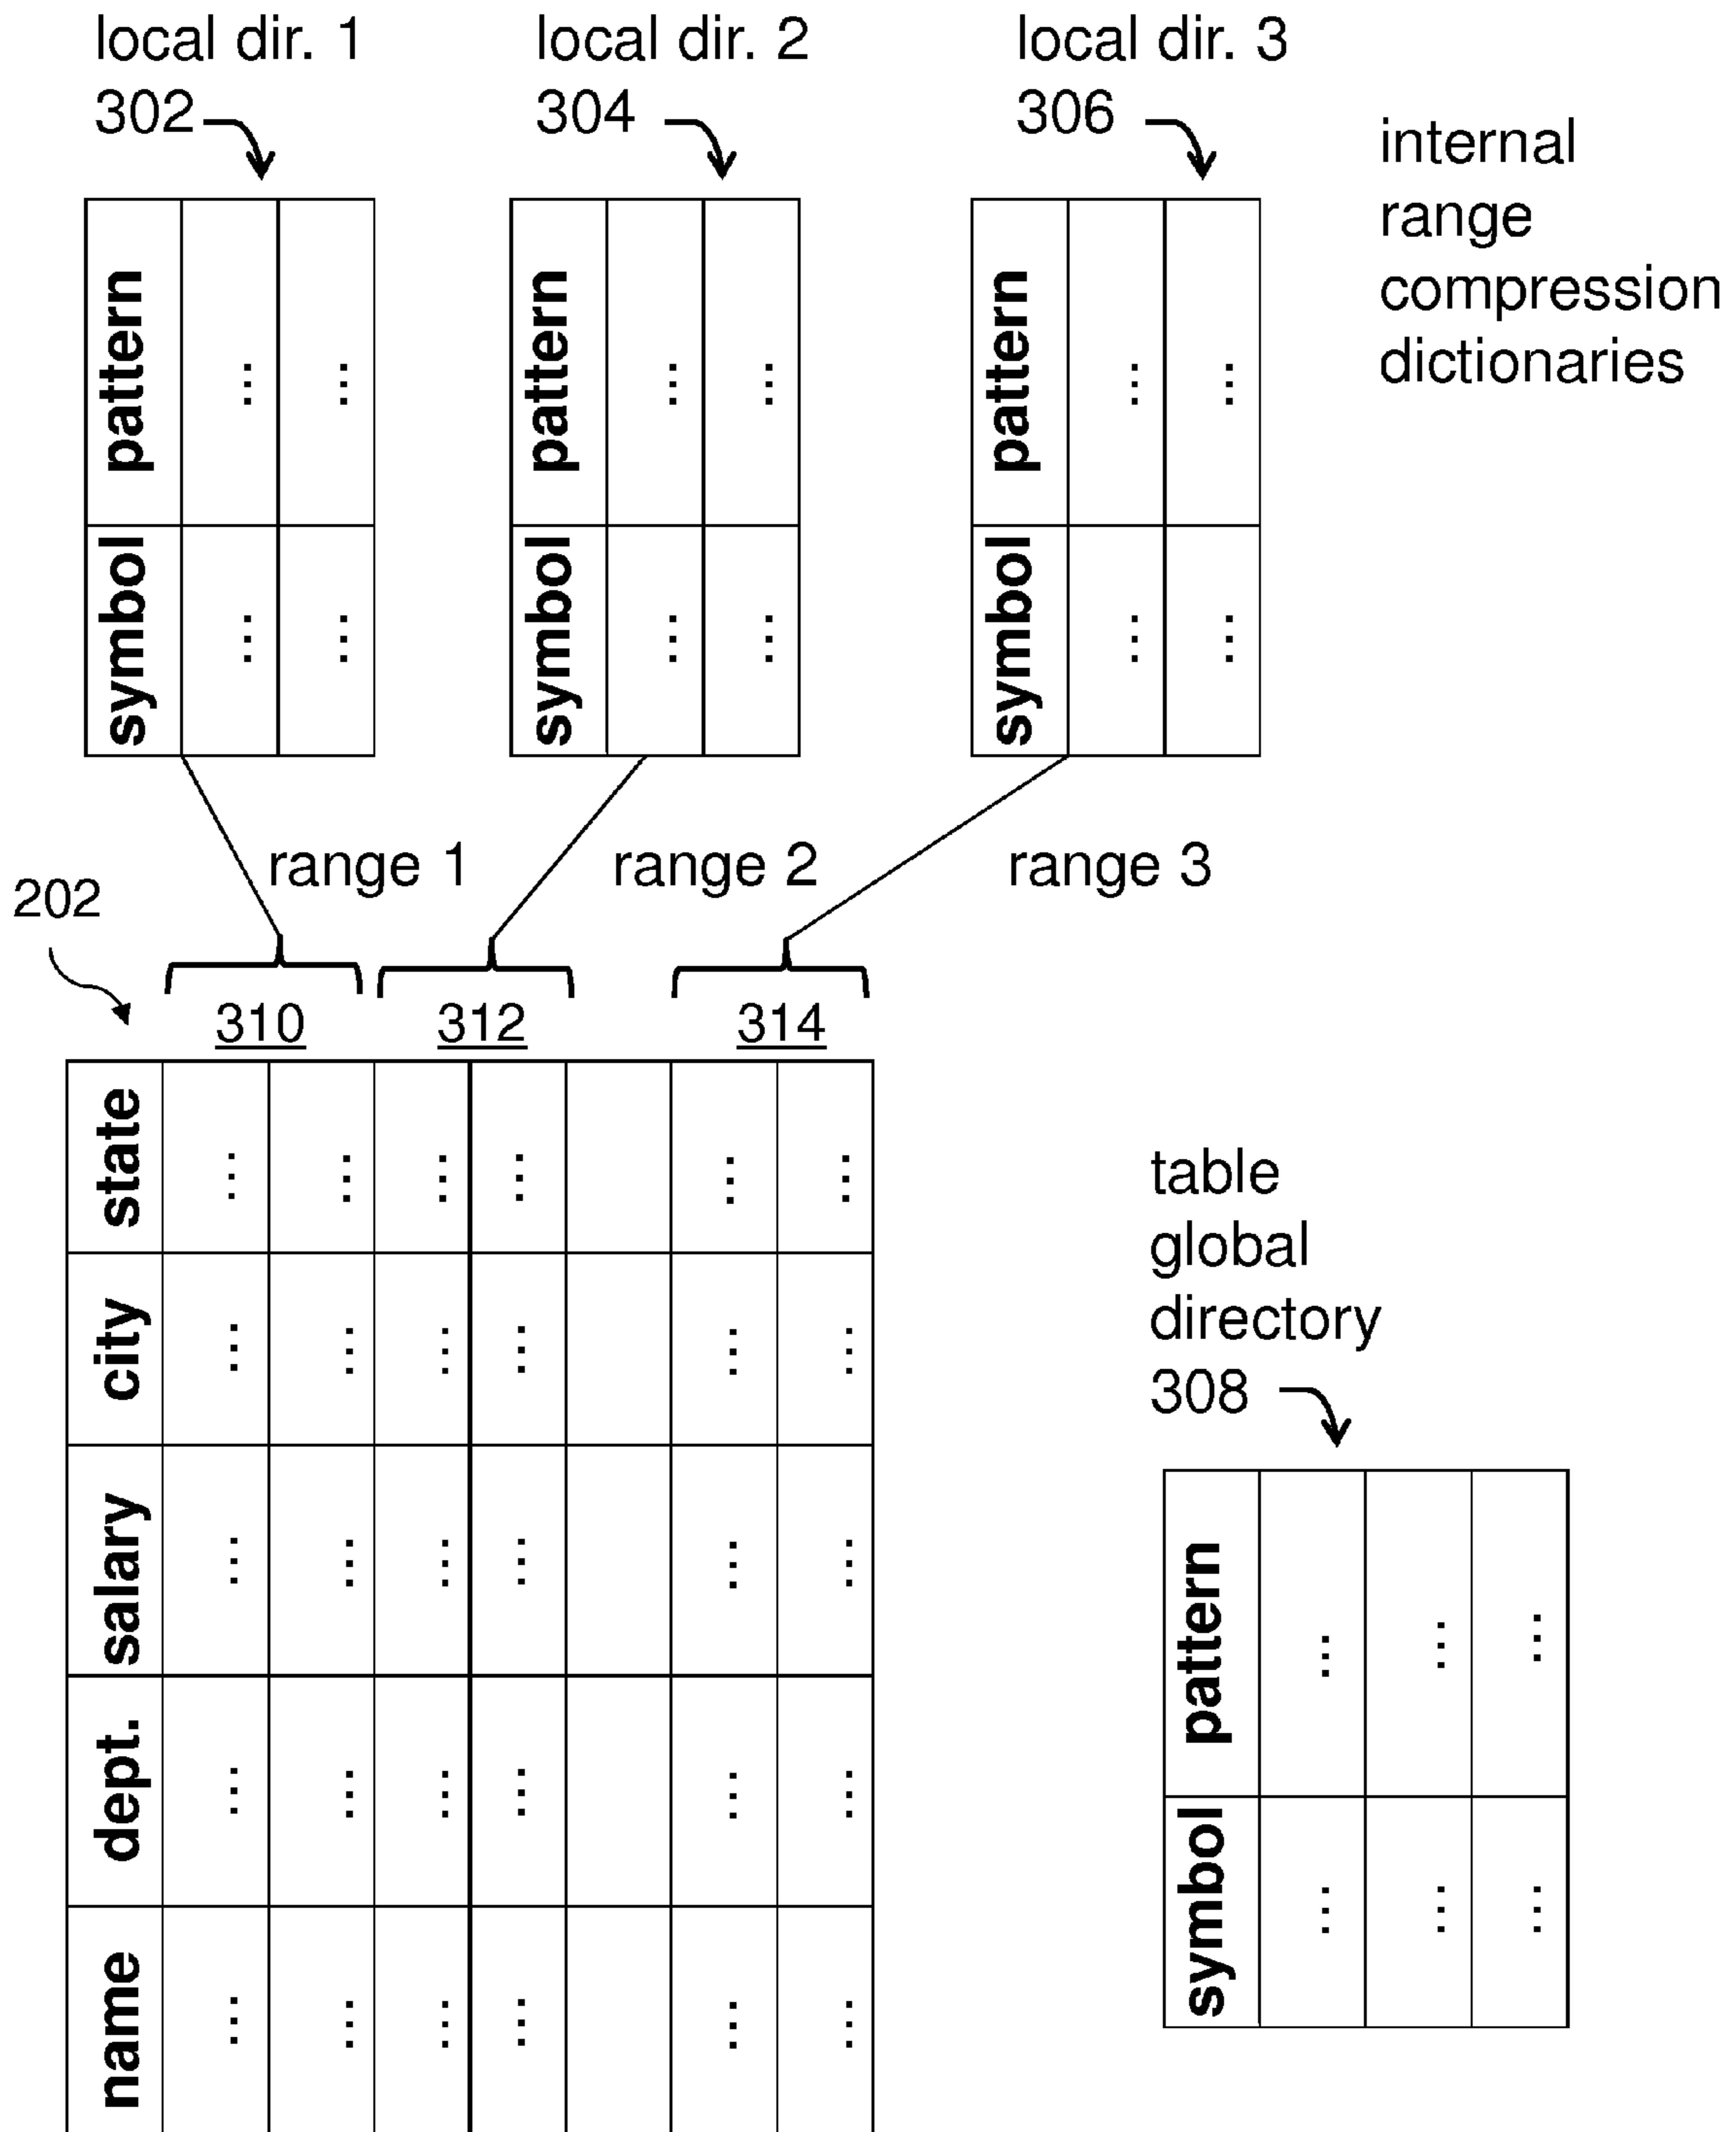 local dir. 1
302
local dir. 2
304
local dir. 3
306
internal
range
compression
dictionaries
symbol pattern
... ...
... ...
symbol pattern
... ...
... ...
symbol pattern
... ...
... ...
range 1
range 2
range 3
202
310
312
314
name dept. salary city state
... ... ... ... ...
... ... ... ... ...
... ... ... ... ...
... ... ... ... ...
... ... ... ... ...
... ... ... ... ...
table
global
directory
308
symbol pattern
... ...
... ...
... ...